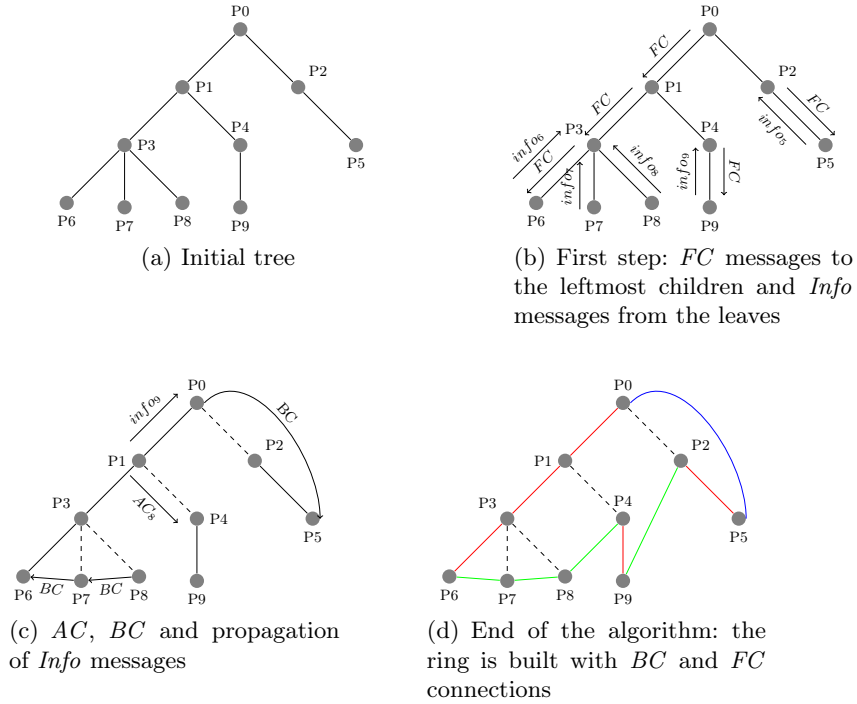 P0
P2
P1
P4
P3
P5
P6
P7
P8
P9
(a) Initial tree
P0
FC
P2
P1
FC
FC
info₆
P3
P4
info₅
FC
info₈
info₉
FC
P5
P6
P7
P8
P9
(b) First step: FC messages to
the leftmost children and Info
messages from the leaves
P0
info₉
BC
P2
P1
AC₈
P3
P4
P5
BC
BC
P6
P7
P8
P9
(c) AC, BC and propagation
of Info messages
P0
P2
P1
P3
P4
P5
P6
P7
P8
P9
(d) End of the algorithm: the
ring is built with BC and FC
connections